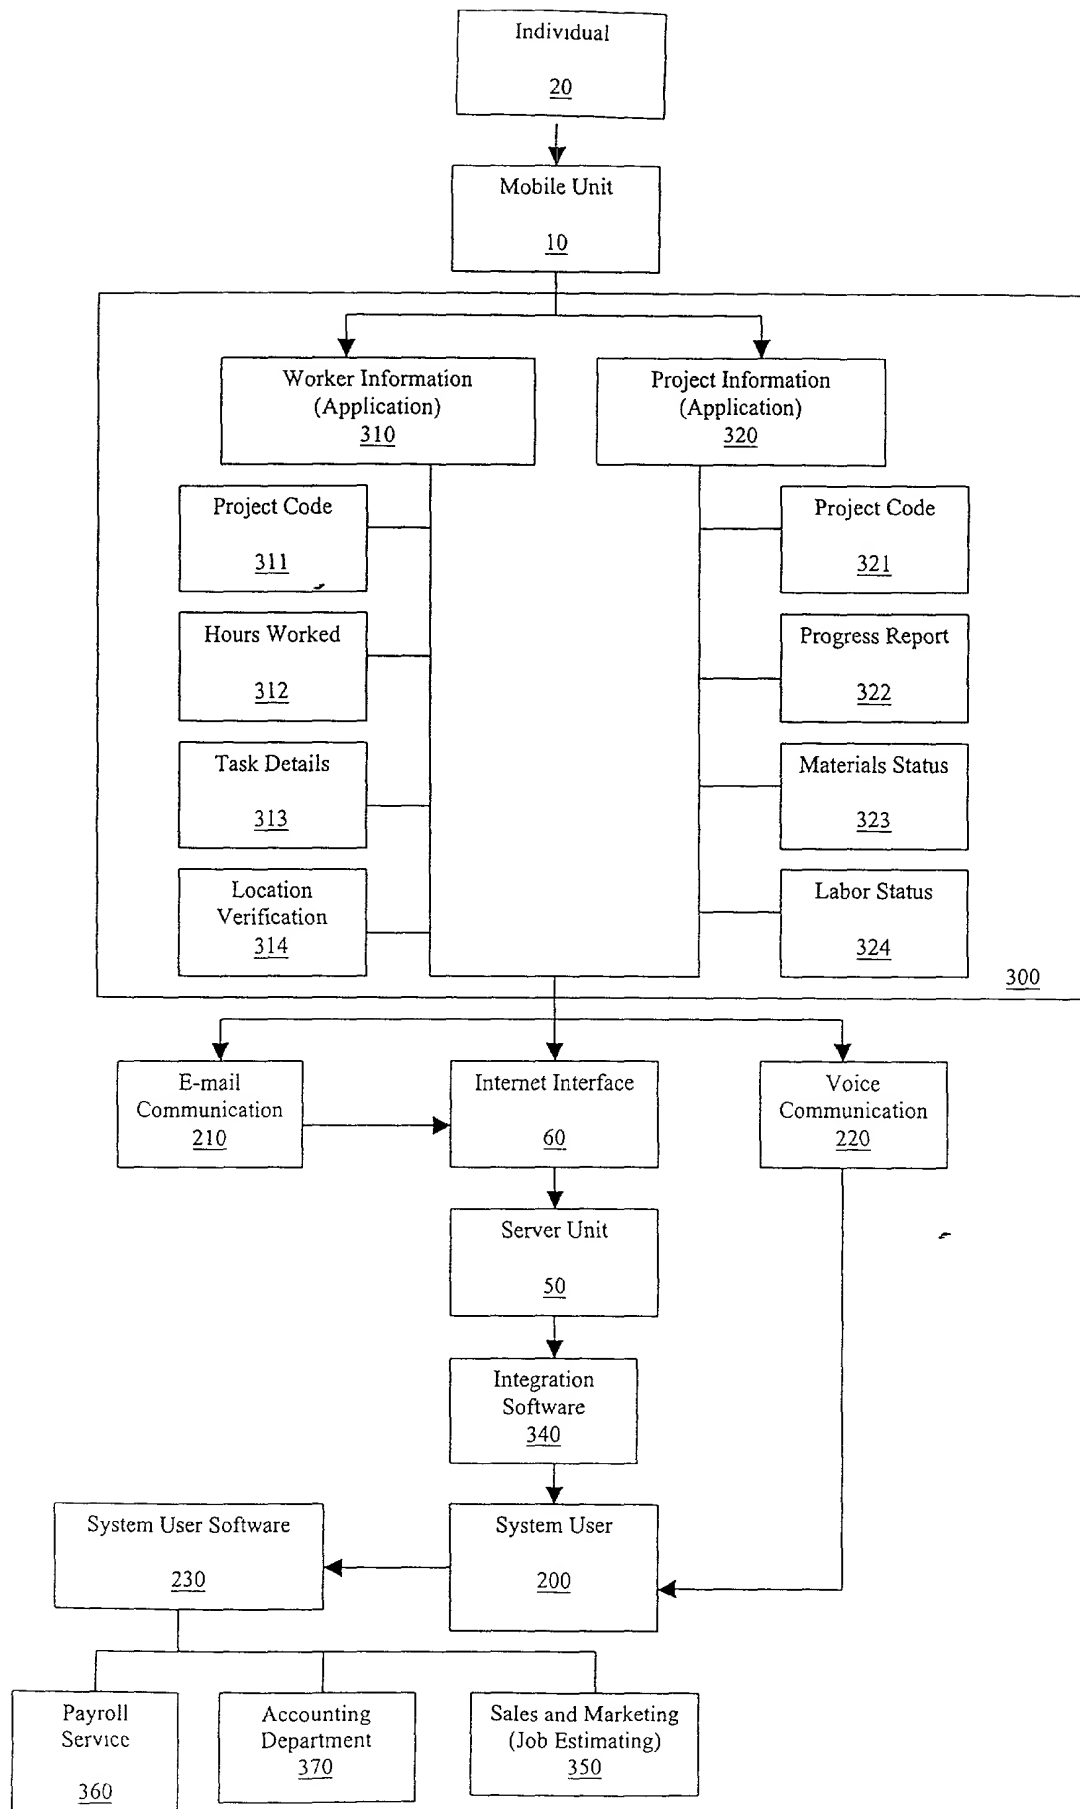 Individual
20
Mobile Unit
10
Worker Information
(Application)
310
Project Information
(Application)
320
Project Code
311
Hours Worked
312
Task Details
313
Location
Verification
314
Project Code
321
Progress Report
322
Materials Status
323
Labor Status
324
300
E-mail
Communication
210
Internet Interface
60
Voice
Communication
220
Server Unit
50
Integration
Software
340
System User Software
230
System User
200
Payroll
Service
360
Accounting
Department
370
Sales and Marketing
(Job Estimating)
350